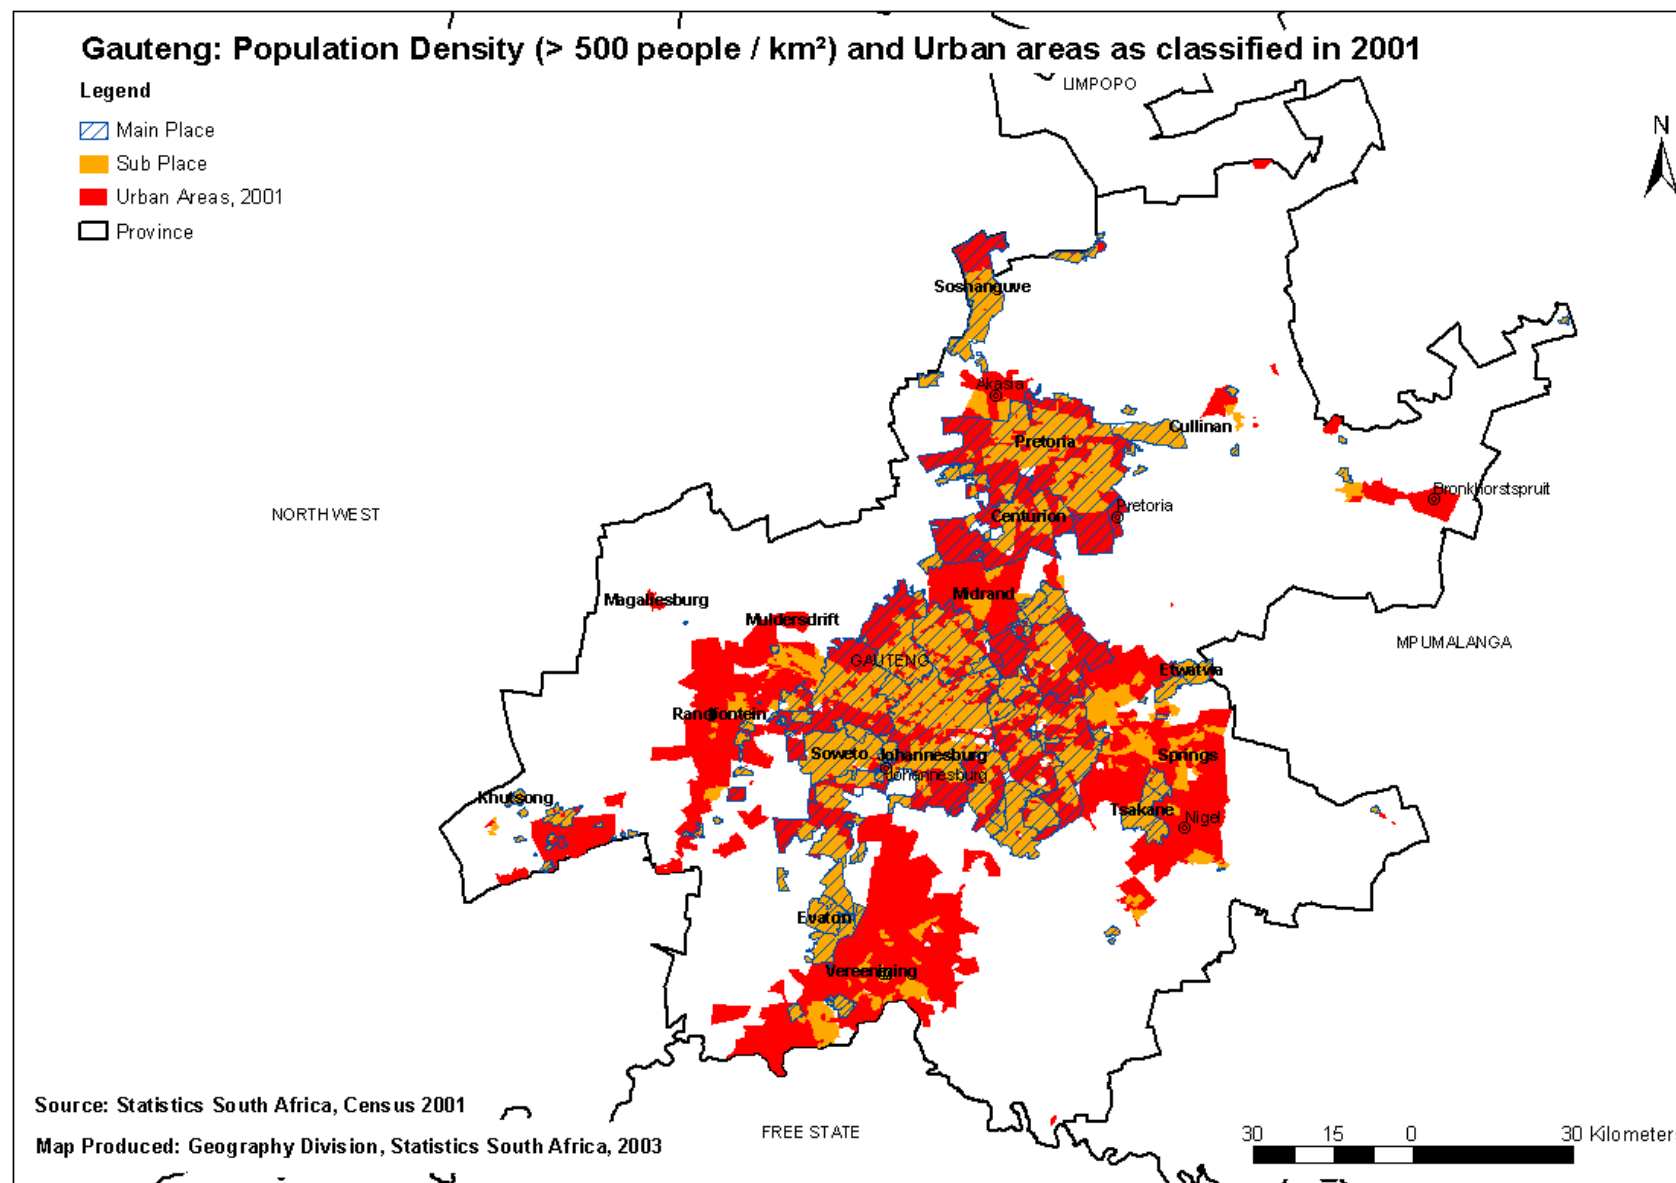 Gauteng: Population Density (> 500 people / km²) and Urban areas as classified in 2001
Legend
Main Place
Sub Place
Urban Areas, 2001
Province
LIMPOPO
N
Soshanguve
Akasia
Cullinan
Pretoria
Bronkhorstspruit
Pretoria
Centurion
NORTH WEST
Midrand
Magaliesburg
Muldersdrift
MPUMALANGA
GAUTENG
Etwatwa
Randfontein
Soweto
Johannesburg
Springs
Johannesburg
Khutsong
Tsakane
Nigel
Evaton
Vereeniging
Source: Statistics South Africa, Census 2001
FREE STATE
Map Produced: Geography Division, Statistics South Africa, 2003
30 15 0 30 Kilometer